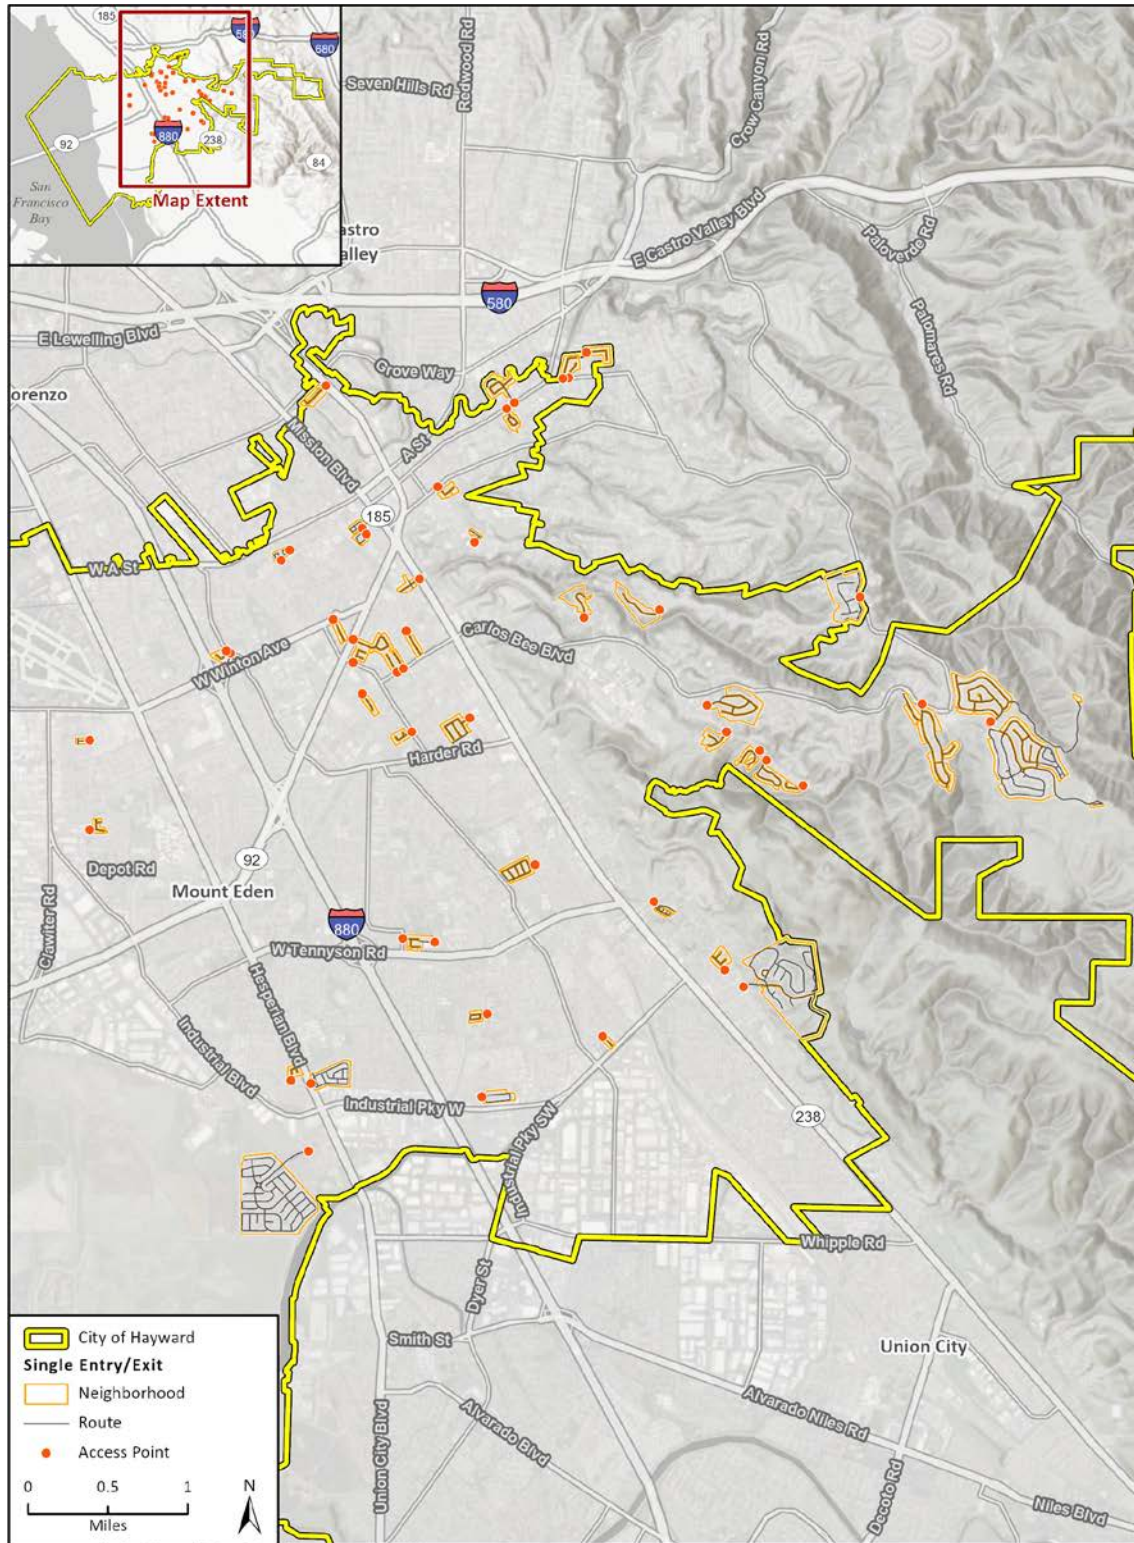 185
580
680
92
880
238
84
San
Francisco
Bay
Map Extent
Seven Hills Rd
Redwood Rd
Crow Canyon Rd
astro
alley
E Castro Valley Blvd
Paloverde Rd
Palomares Rd
580
E Lewelling Blvd
Grove Way
orenzo
Mission Blvd
A St
185
W A St
W Winton Ave
Carlos Bee Blvd
Harder Rd
92
Depot Rd
Mount Eden
Clawiter Rd
880
W Tennyson Rd
Hesperian Blvd
Industrial Blvd
Industrial Pky W
Industrial Pky SW
238
Whipple Rd
Dyer St
Smith St
Union City
Alvarado Niles Rd
Alvarado Blvd
Union City Blvd
Decoto Rd
Niles Blvd
City of Hayward
Single Entry/Exit
Neighborhood
Route
Access Point
0 0.5 1
Miles
N